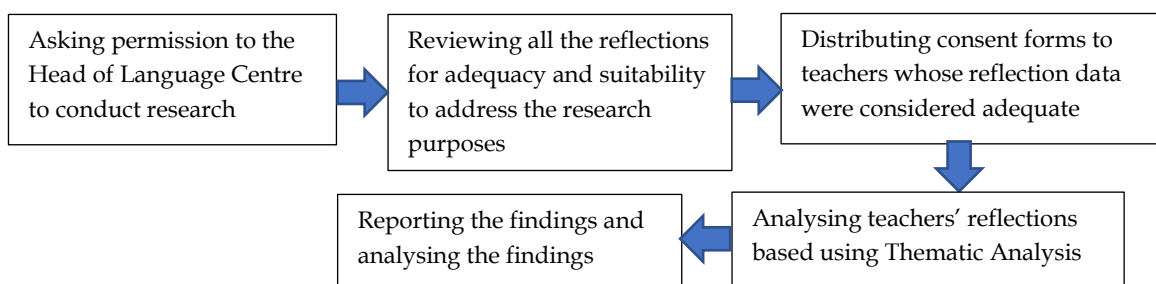 Asking permission to the
Head of Language Centre
to conduct research
Reviewing all the reflections
for adequacy and suitability
to address the research
purposes
Distributing consent forms to
teachers whose reflection data
were considered adequate
Analysing teachers’ reflections
based using Thematic Analysis
Reporting the findings and
analysing the findings